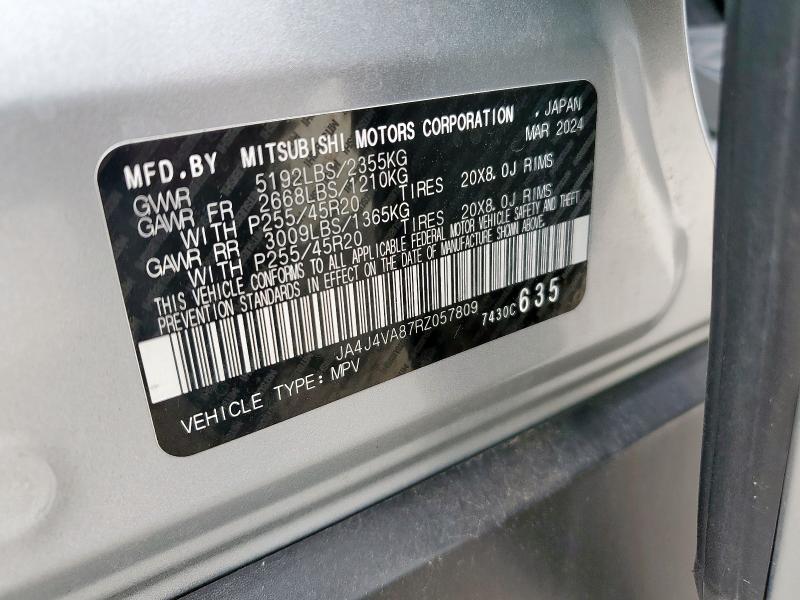 MFD.BY MITSUBISHI MOTORS CORPORATION , JAPAN
MAR 2024
GVWR 5192LBS/2355KG
GAWR FR 2668LBS/1210KG
WITH P255/45R20 TIRES 20X8.0J RIMS
GAWR RR 3009LBS/1365KG
WITH P255/45R20 TIRES 20X8.0J RIMS
THIS VEHICLE CONFORMS TO ALL APPLICABLE FEDERAL MOTOR VEHICLE SAFETY AND THEFT
PREVENTION STANDARDS IN EFFECT ON THE DATE OF MANUFACTURE SHOWN ABOVE.
JA4J4VA87RZ057809 7430C 635
VEHICLE TYPE: MPV